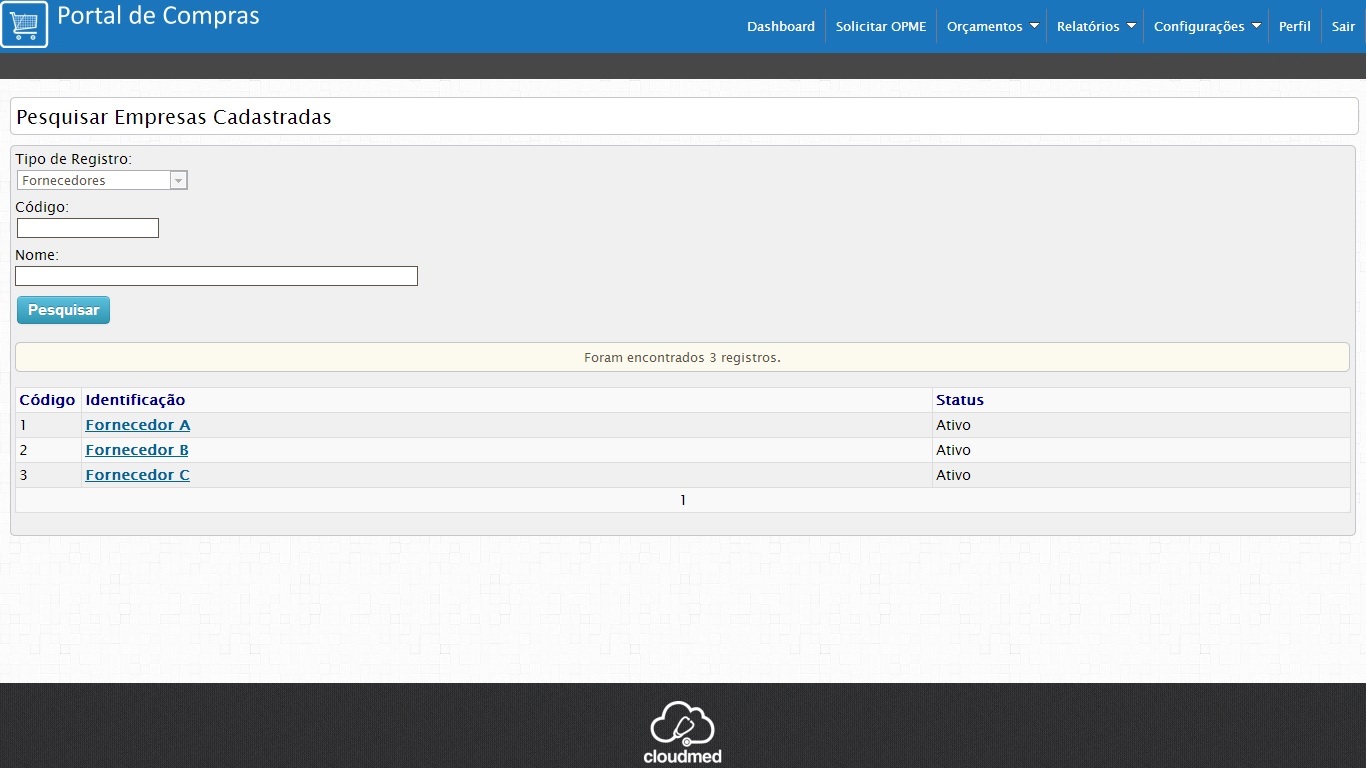 Portal de Compras
Dashboard Solicitar OPME Orçamentos Relatórios Configurações Perfil Sair
Pesquisar Empresas Cadastradas
Tipo de Registro:
Fornecedores
Código:
Nome:
Pesquisar
Foram encontrados 3 registros.
Código Identificação Status
1 Fornecedor A Ativo
2 Fornecedor B Ativo
3 Fornecedor C Ativo
1
cloudmed